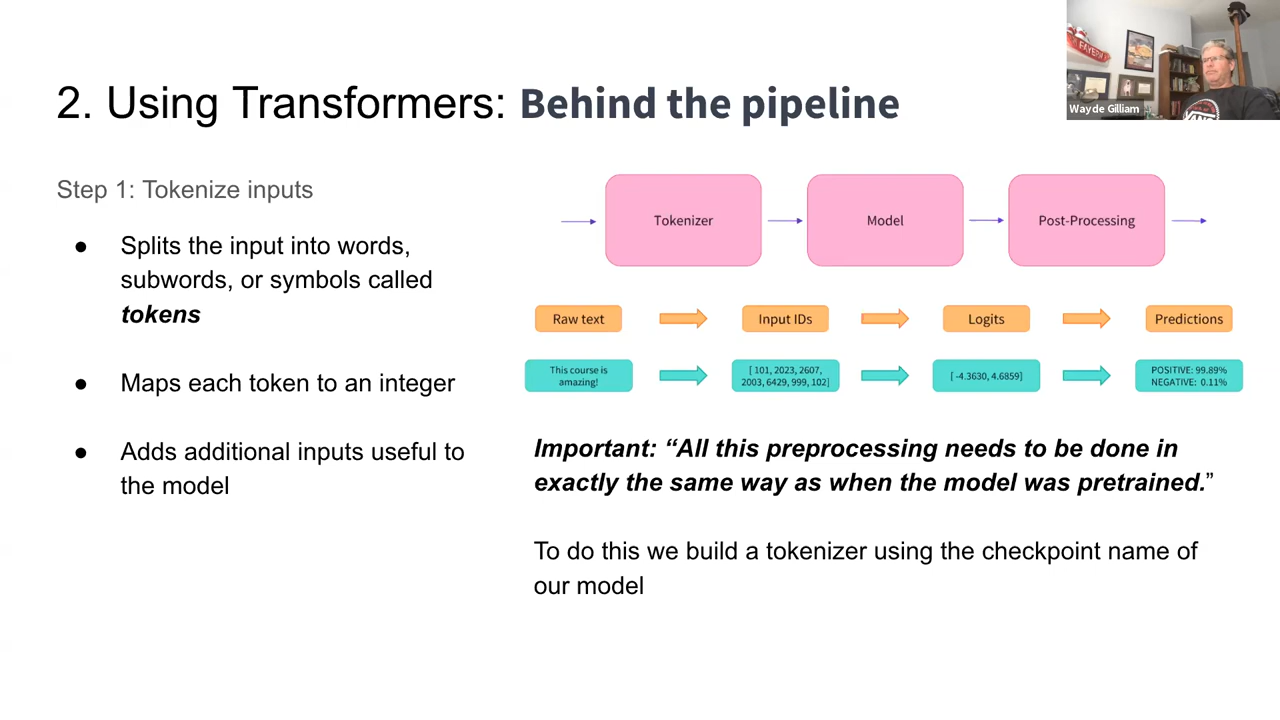 2. Using Transformers: Behind the pipeline
FAYERN
Wayde Gilliam
VANS
Step 1: Tokenize inputs
● Splits the input into words,
subwords, or symbols called
tokens
● Maps each token to an integer
● Adds additional inputs useful to
the model
Tokenizer
Model
Post-Processing
Raw text
Input IDs
Logits
Predictions
This course is
amazing!
[ 101, 2023, 2607,
2003, 6429, 999, 102]
[ -4.3630, 4.6859]
POSITIVE: 99.89%
NEGATIVE: 0.11%
Important: “All this preprocessing needs to be done in
exactly the same way as when the model was pretrained.”
To do this we build a tokenizer using the checkpoint name of
our model